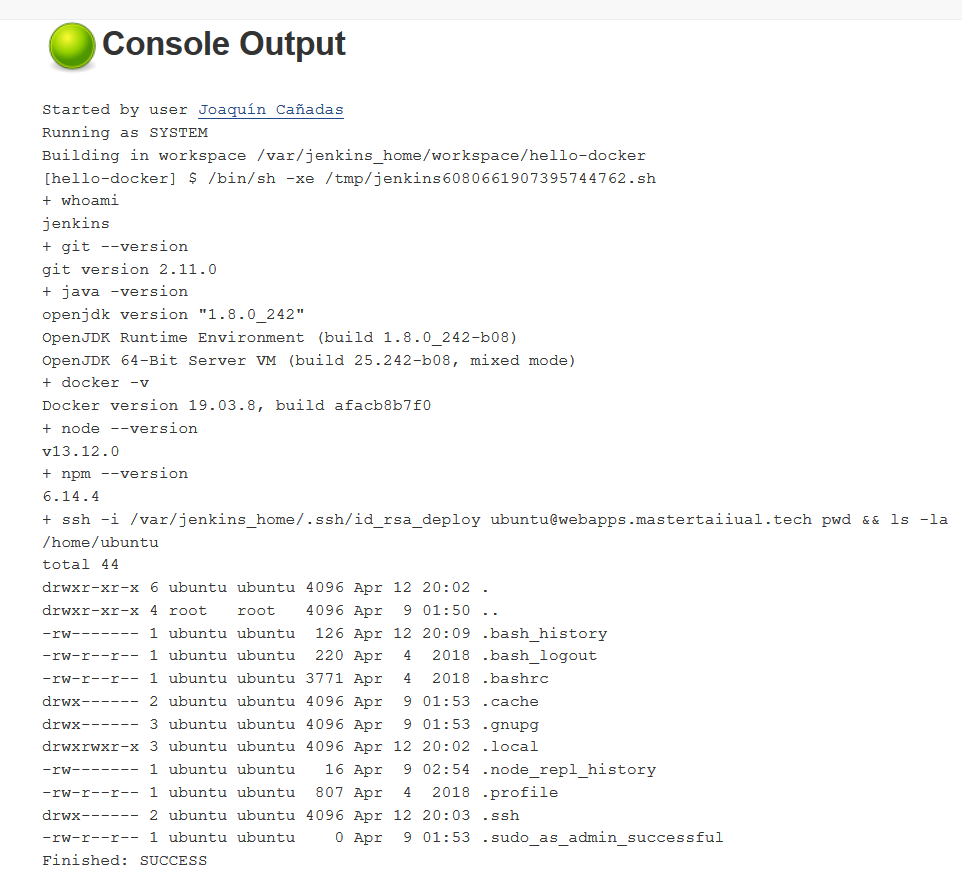 Console Output
Started by user Joaquín Cañadas
Running as SYSTEM
Building in workspace /var/jenkins_home/workspace/hello-docker
[hello-docker] $ /bin/sh -xe /tmp/jenkins6080661907395744762.sh
+ whoami
jenkins
+ git --version
git version 2.11.0
+ java -version
openjdk version "1.8.0_242"
OpenJDK Runtime Environment (build 1.8.0_242-b08)
OpenJDK 64-Bit Server VM (build 25.242-b08, mixed mode)
+ docker -v
Docker version 19.03.8, build afacb8b7f0
+ node --version
v13.12.0
+ npm --version
6.14.4
+ ssh -i /var/jenkins_home/.ssh/id_rsa_deploy ubuntu@webapps.mastertaiiual.tech pwd && ls -la
/home/ubuntu
total 44
drwxr-xr-x 6 ubuntu ubuntu 4096 Apr 12 20:02 .
drwxr-xr-x 4 root   root   4096 Apr  9 01:50 ..
-rw------- 1 ubuntu ubuntu  126 Apr 12 20:09 .bash_history
-rw-r--r-- 1 ubuntu ubuntu  220 Apr  4  2018 .bash_logout
-rw-r--r-- 1 ubuntu ubuntu 3771 Apr  4  2018 .bashrc
drwx------ 2 ubuntu ubuntu 4096 Apr  9 01:53 .cache
drwx------ 3 ubuntu ubuntu 4096 Apr  9 01:53 .gnupg
drwxrwxr-x 3 ubuntu ubuntu 4096 Apr 12 20:02 .local
-rw------- 1 ubuntu ubuntu   16 Apr  9 02:54 .node_repl_history
-rw-r--r-- 1 ubuntu ubuntu  807 Apr  4  2018 .profile
drwx------ 2 ubuntu ubuntu 4096 Apr 12 20:03 .ssh
-rw-r--r-- 1 ubuntu ubuntu    0 Apr  9 01:53 .sudo_as_admin_successful
Finished: SUCCESS